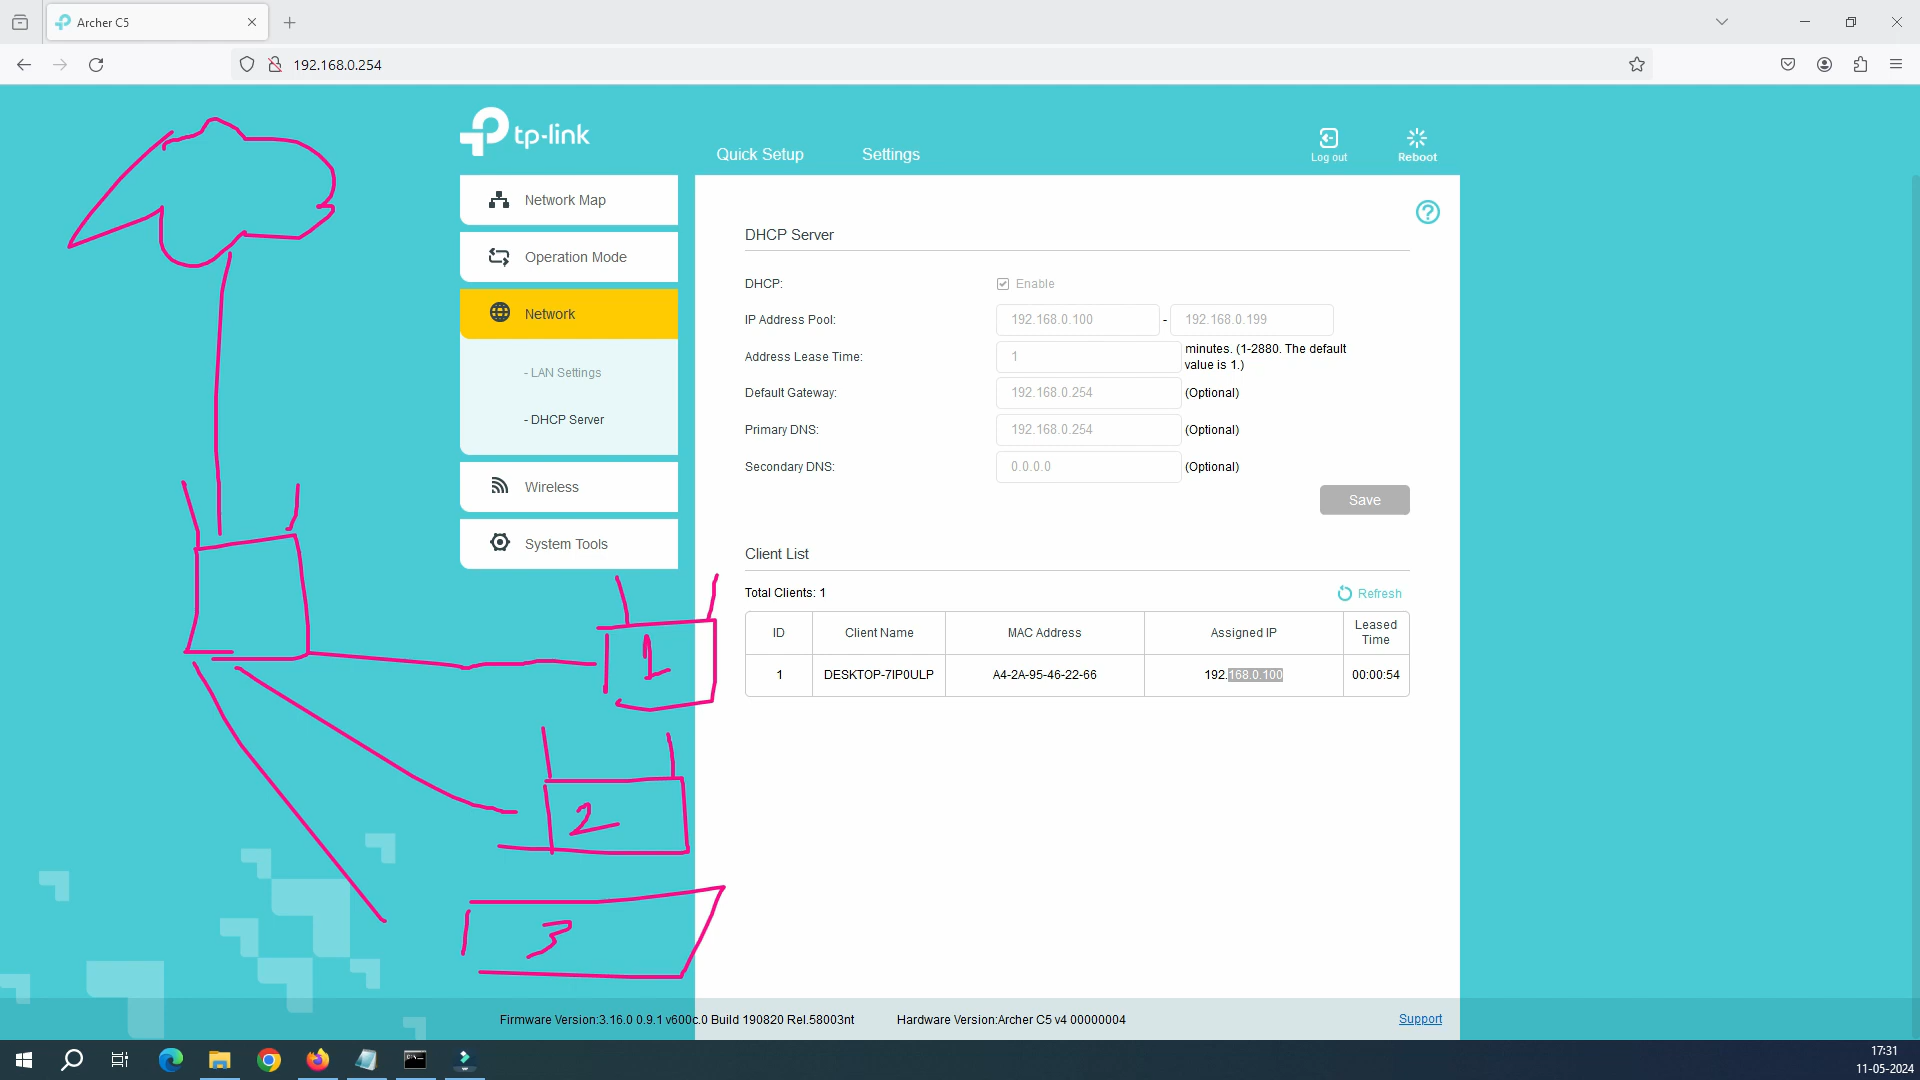 Archer C5
192.168.0.254
tp-link
Quick Setup
Settings
Log out
Reboot
Network Map
Operation Mode
Network
- LAN Settings
- DHCP Server
Wireless
System Tools
DHCP Server
DHCP:
Enable
IP Address Pool:
192.168.0.100 - 192.168.0.199
Address Lease Time:
1
minutes. (1-2880. The default
value is 1.)
Default Gateway:
192.168.0.254
(Optional)
Primary DNS:
192.168.0.254
(Optional)
Secondary DNS:
0.0.0.0
(Optional)
Save
Client List
Total Clients: 1
Refresh
ID Client Name MAC Address Assigned IP Leased
Time
1 DESKTOP-7IP0ULP A4-2A-95-46-22-66 192.168.0.100 00:00:54
1
2
3
Firmware Version:3.16.0 0.9.1 v600c.0 Build 190820 Rel.58003nt
Hardware Version:Archer C5 v4 00000004
Support
17:31
11-05-2024